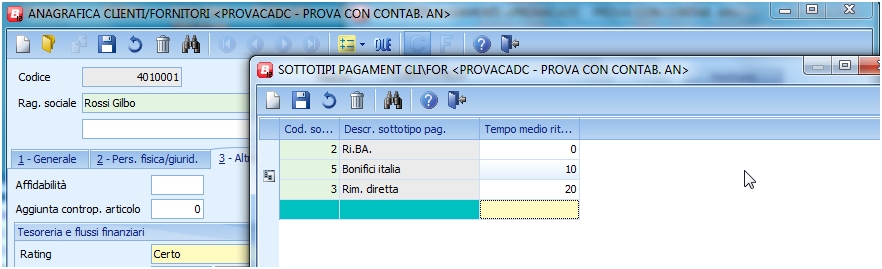 ANAGRAFICA CLIENTI/FORNITORI <PROVACADC - PROVA CON CONTAB. AN>
OLE
C F
Codice 4010001
Rag. sociale Rossi Gilbo
1 - Generale 2 - Pers. fisica/giurid. 3 - Alt
Affidabilità
Aggiunta controp. articolo 0
Tesoreria e flussi finanziari
Rating Certo
SOTTOTIPI PAGAMENT CLI\FOR <PROVACADC - PROVA CON CONTAB. AN>
Cod. so... Descr. sottotipo pag. Tempo medio rit...
2 Ri.BA. 0
5 Bonifici italia 10
3 Rim. diretta 20